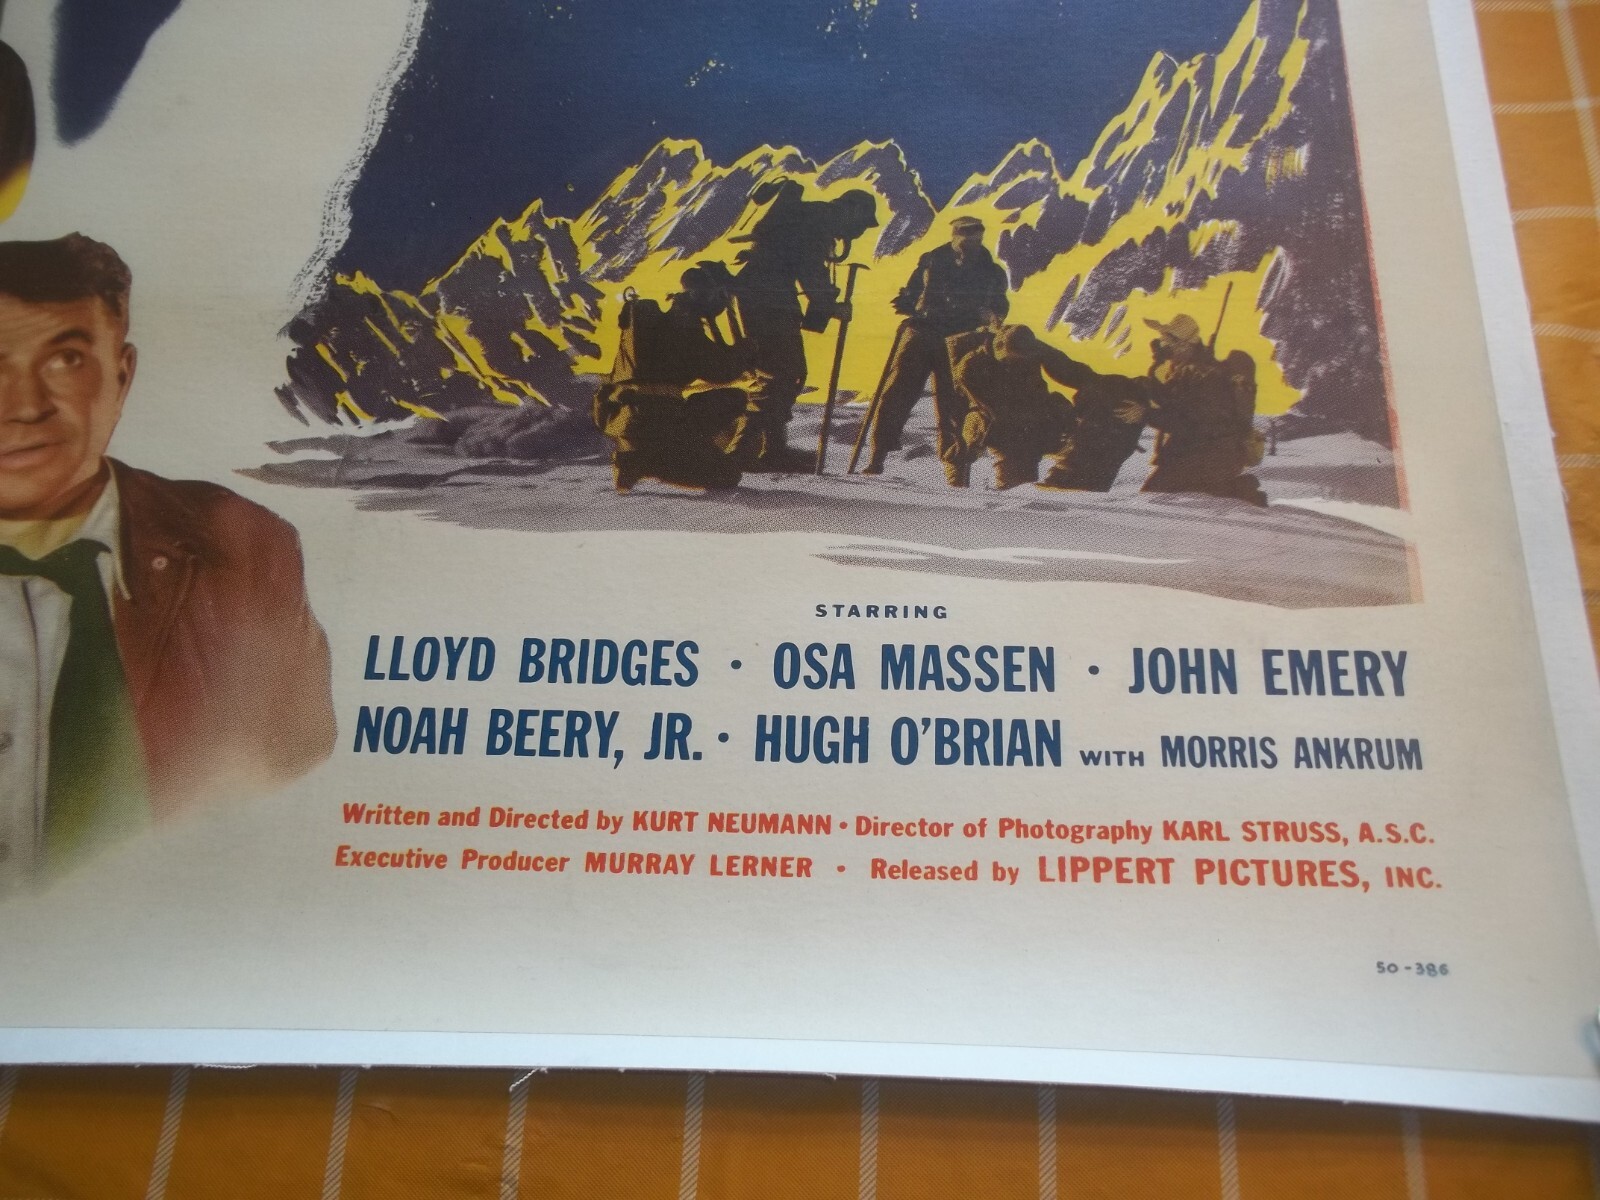 STARRING
LLOYD BRIDGES · OSA MASSEN · JOHN EMERY
NOAH BEERY, JR. · HUGH O'BRIAN WITH MORRIS ANKRUM
Written and Directed by KURT NEUMANN · Director of Photography KARL STRUSS, A.S.C.
Executive Producer MURRAY LERNER · Released by LIPPERT PICTURES, INC.
50-386